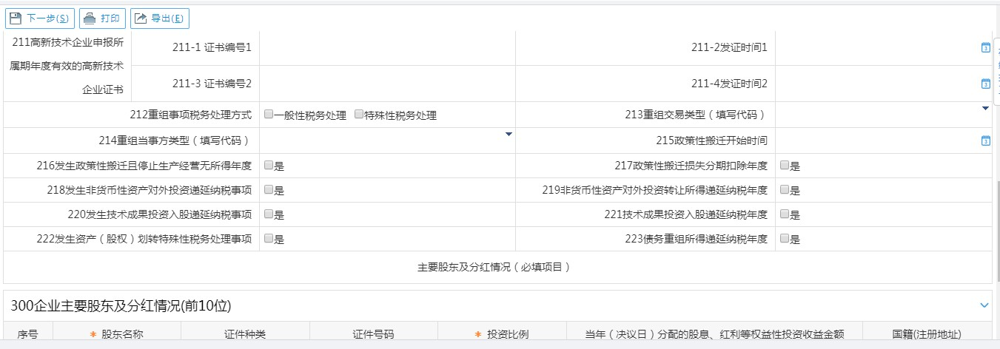 下一步(S) 打印 导出(E)
211高新技术企业申报所属期年度有效的高新技术企业证书
211-1 证书编号1 211-2发证时间1
211-3 证书编号2 211-4发证时间2
212重组事项税务处理方式 一般性税务处理 特殊性税务处理 213重组交易类型（填写代码）
214重组当事方类型（填写代码） 215政策性搬迁开始时间
216发生政策性搬迁且停止生产经营无所得年度 是 217政策性搬迁损失分期扣除年度 是
218发生非货币性资产对外投资递延纳税事项 是 219非货币性资产对外投资转让所得递延纳税年度 是
220发生技术成果投资入股递延纳税事项 是 221技术成果投资入股递延纳税年度 是
222发生资产（股权）划转特殊性税务处理事项 是 223债务重组所得递延纳税年度 是
主要股东及分红情况（必填项目）
300企业主要股东及分红情况(前10位)
序号 * 股东名称 证件种类 证件号码 * 投资比例 当年（决议日）分配的股息、红利等权益性投资收益金额 国籍(注册地址)